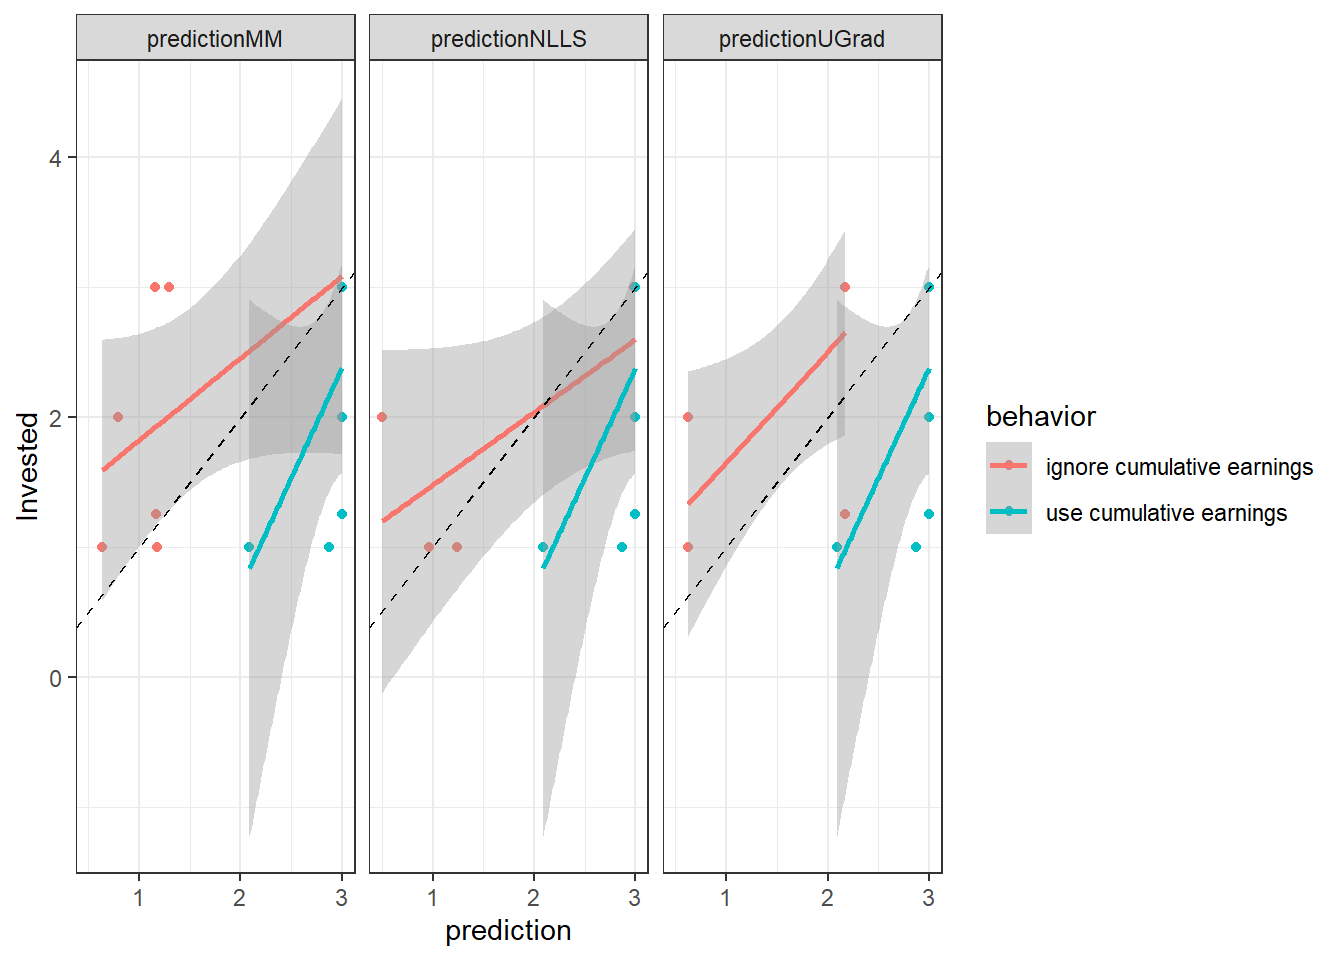 predictionMM
predictionNLLS
predictionUGrad
4
2
0
Invested
1 2 3
1 2 3
1 2 3
prediction
behavior
ignore cumulative earnings
use cumulative earnings